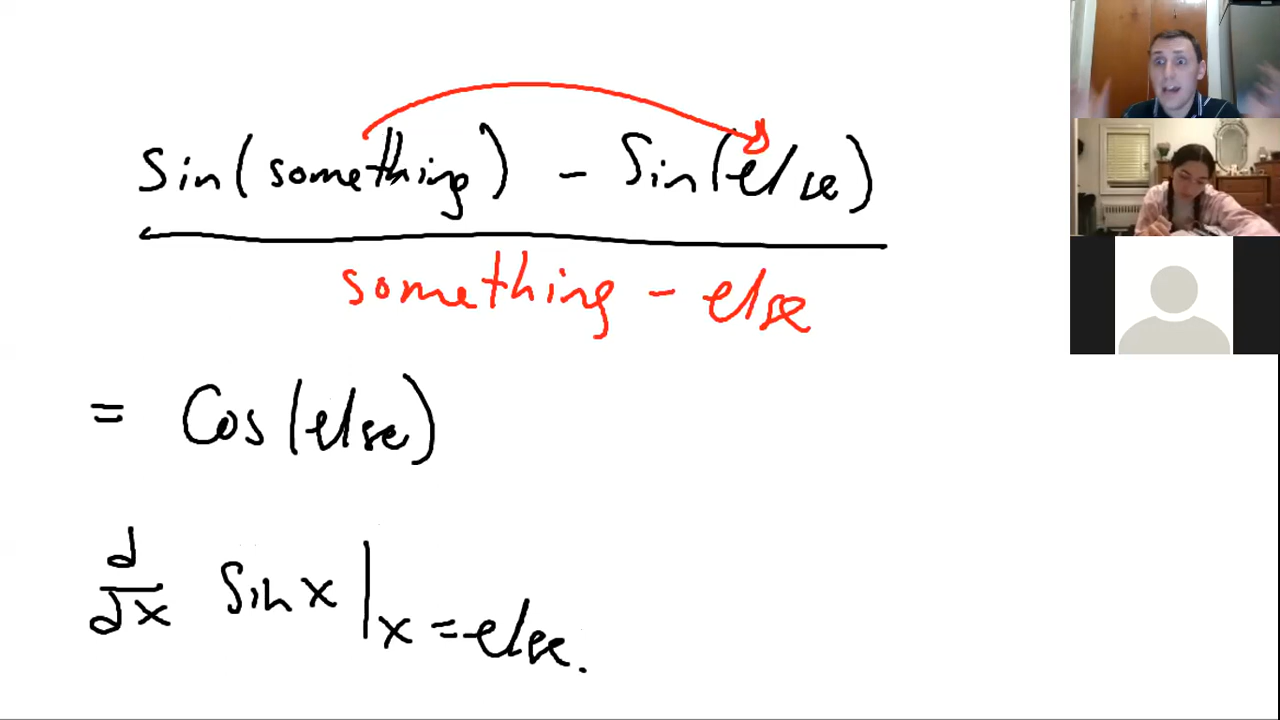 Sin(something) - Sin(else)
something - else
= Cos(else)
d
dx Sin x | x = else.